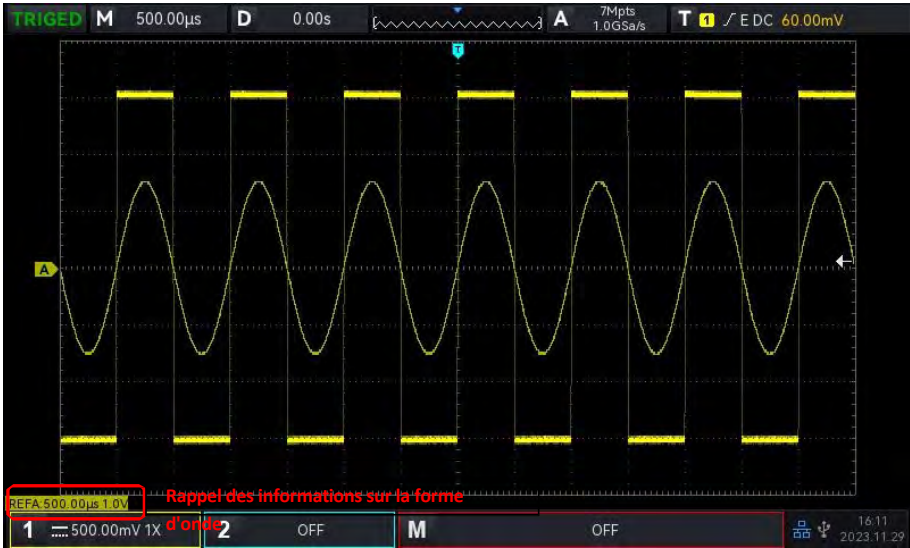 TRIGED M 500.00µs D 0.00s A 7Mpts 1.0GSa/s T 1 E DC 60.00mV
T
A
REFA:500.00µs 1.0V
Rappel des informations sur la forme
d'onde
1 500.00mV 1X 2 OFF M OFF 16:11
2023.11.29